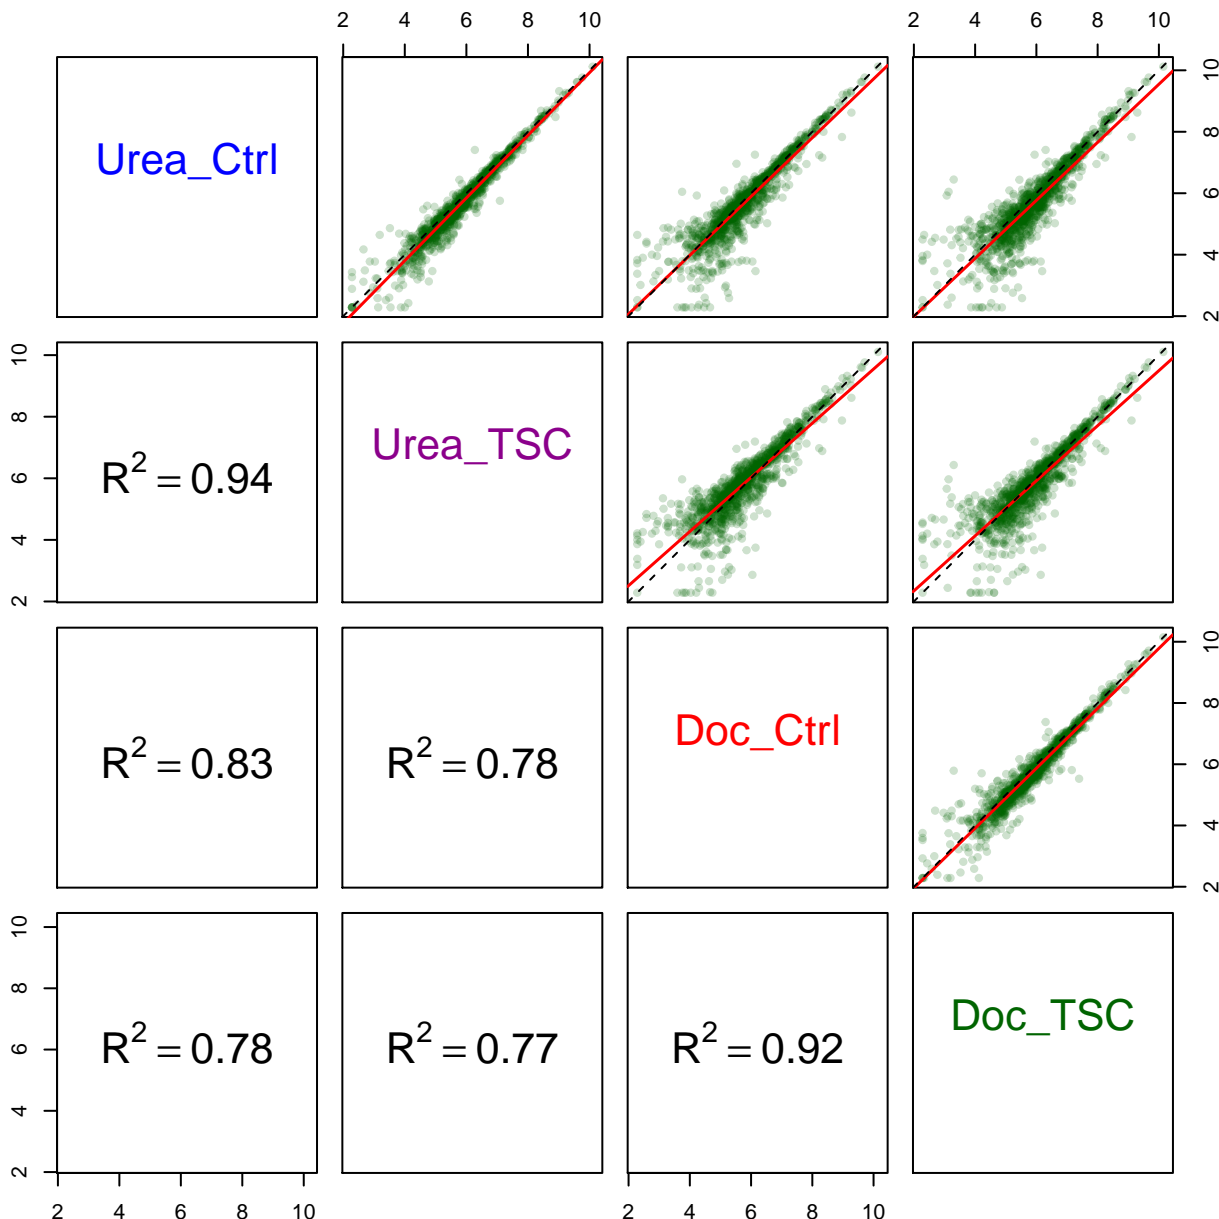 2 4 6 8 10 2 4 6 8 10
Urea_Ctrl
2 4 6 8 10
2 4 6 8 10
R² = 0.94
Urea_TSC
R² = 0.83
R² = 0.78
Doc_Ctrl
2 4 6 8 10
2 4 6 8 10
R² = 0.78
R² = 0.77
R² = 0.92
Doc_TSC
2 4 6 8 10 2 4 6 8 10